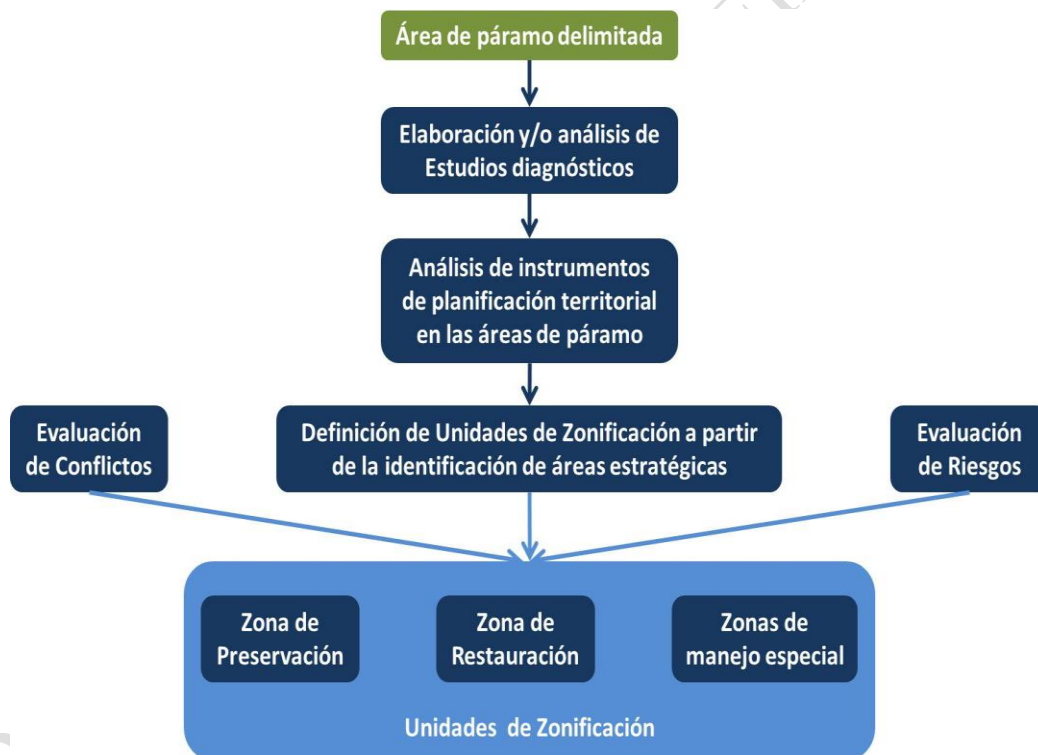 Área de páramo delimitada
Elaboración y/o análisis de
Estudios diagnósticos
Análisis de instrumentos
de planificación territorial
en las áreas de páramo
Evaluación
de Conflictos
Definición de Unidades de Zonificación a partir
de la identificación de áreas estratégicas
Evaluación
de Riesgos
Zona de
Preservación
Zona de
Restauración
Zonas de
manejo especial
Unidades de Zonificación